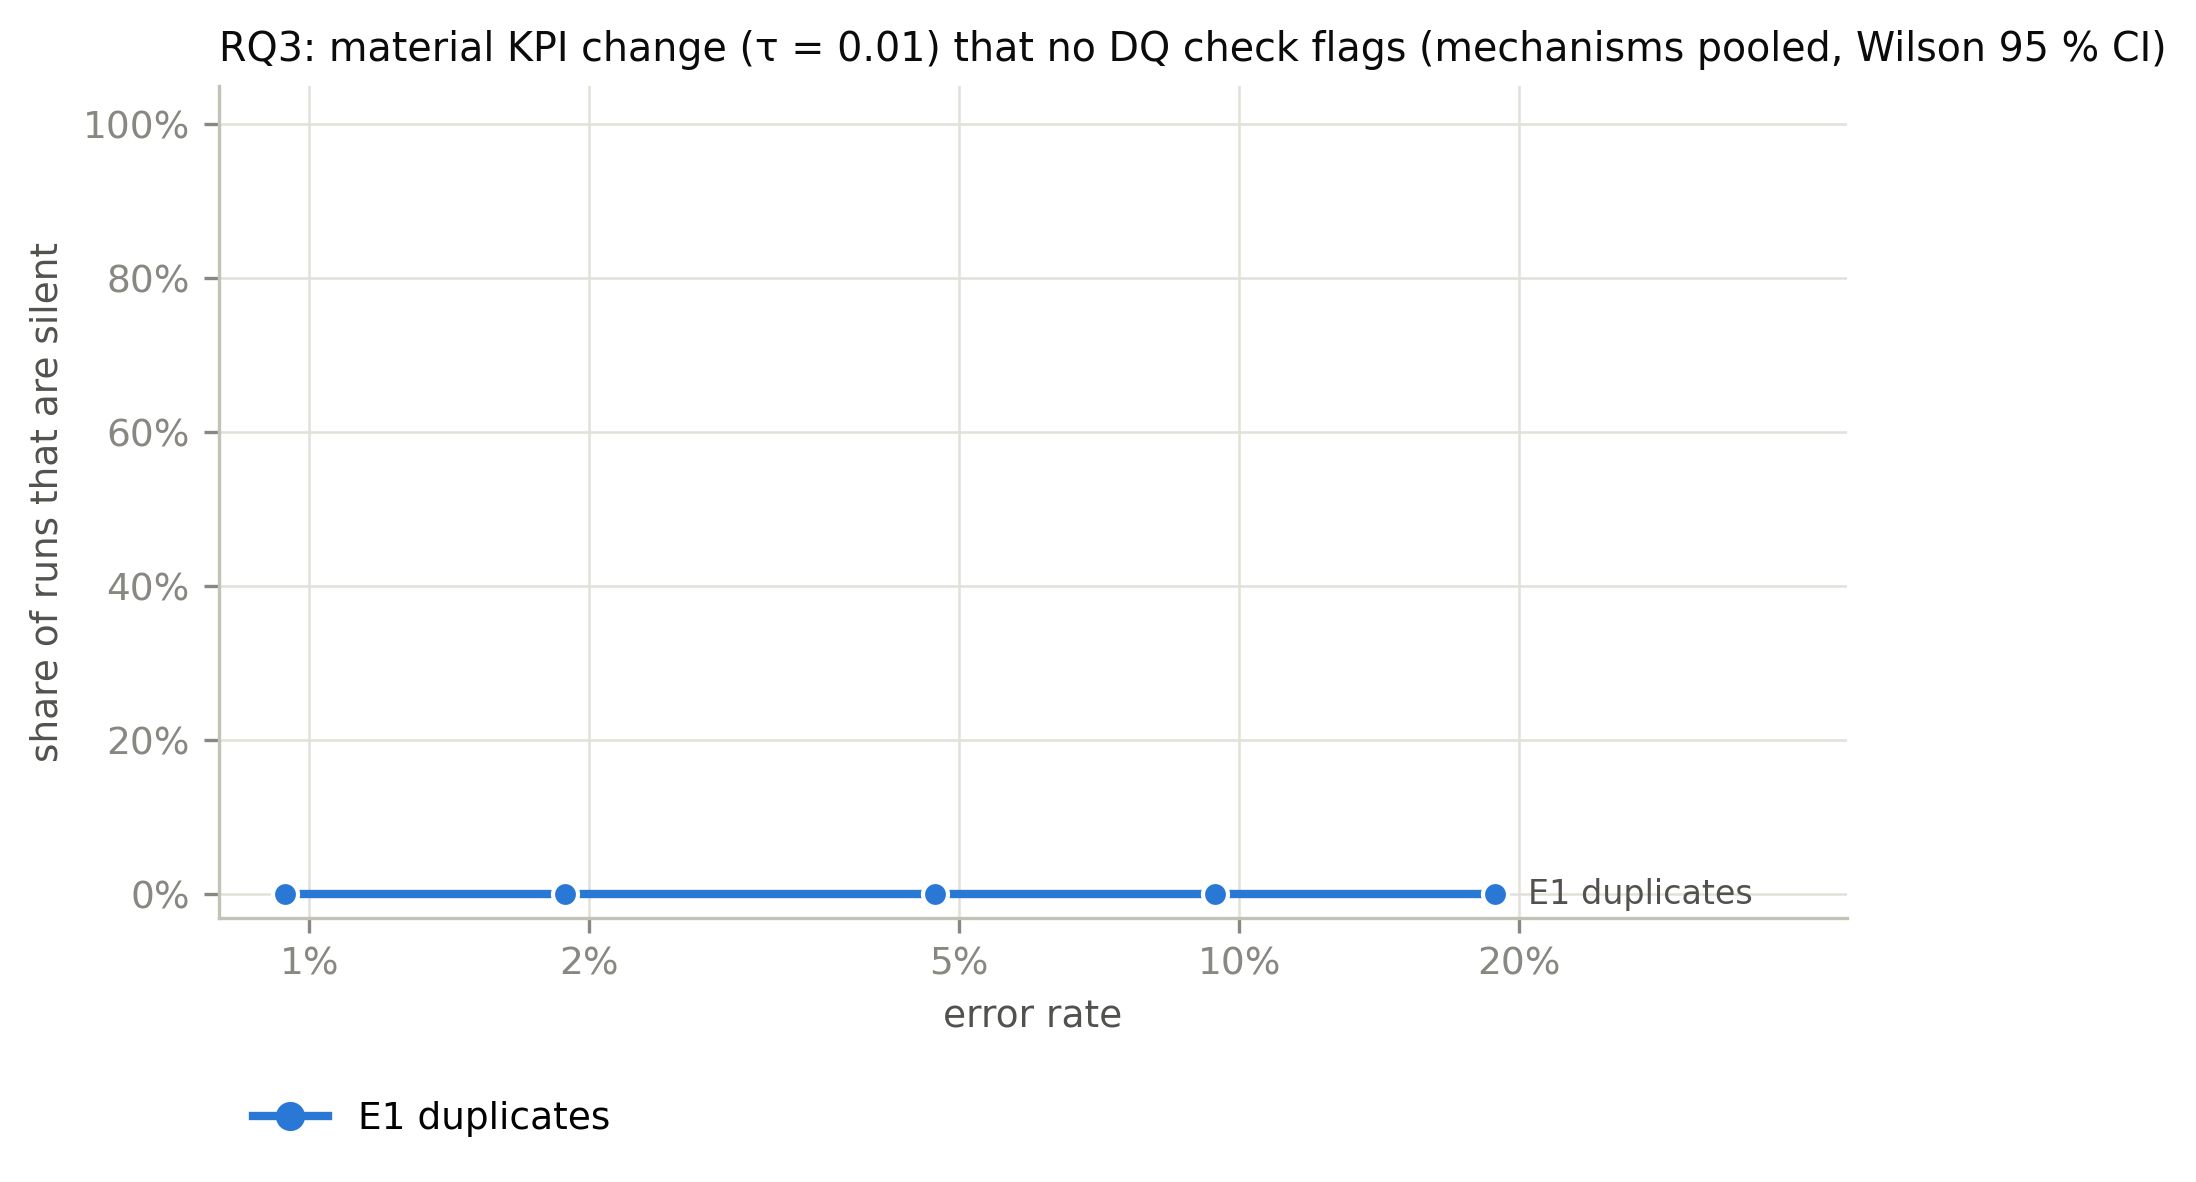 RQ3: material KPI change (τ = 0.01) that no DQ check flags (mechanisms pooled, Wilson 95 % CI)
share of runs that are silent
100%
80%
60%
40%
20%
0%
E1 duplicates
1%
2%
5%
10%
20%
error rate
E1 duplicates